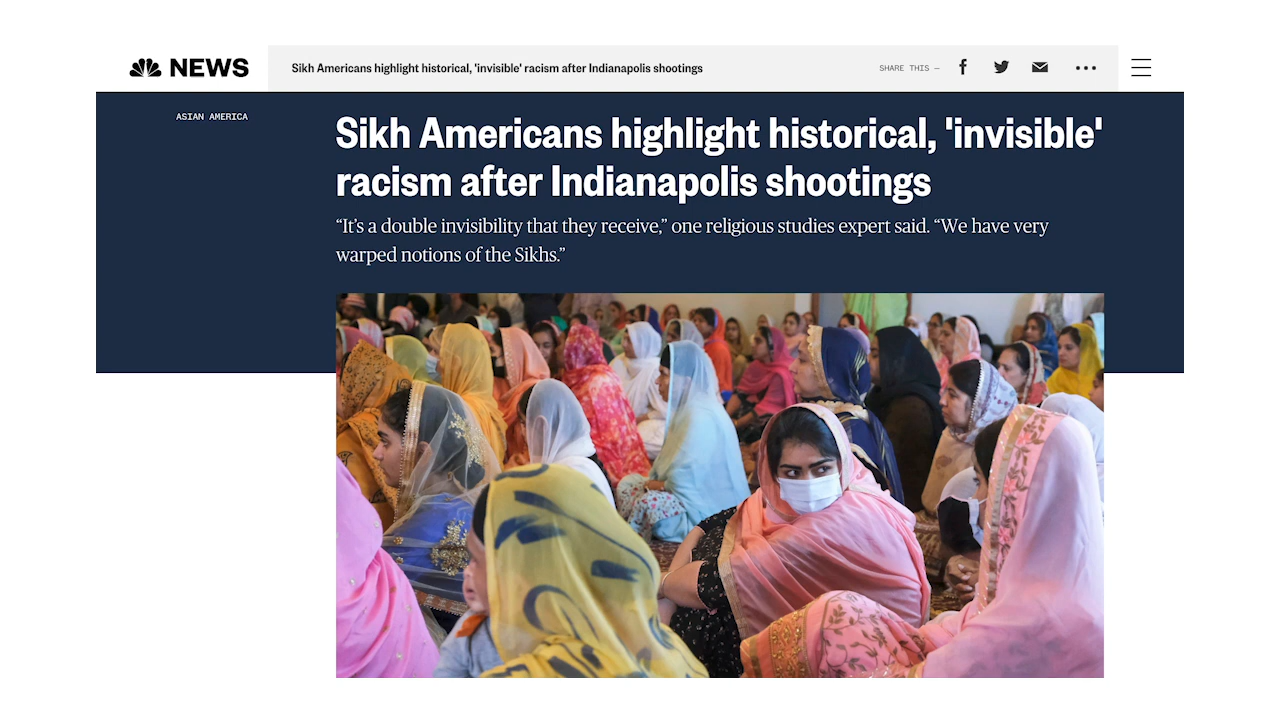 NEWS
Sikh Americans highlight historical, 'invisible' racism after Indianapolis shootings
SHARE THIS —
ASIAN AMERICA
Sikh Americans highlight historical, 'invisible'
racism after Indianapolis shootings
“It’s a double invisibility that they receive,” one religious studies expert said. “We have very
warped notions of the Sikhs.”